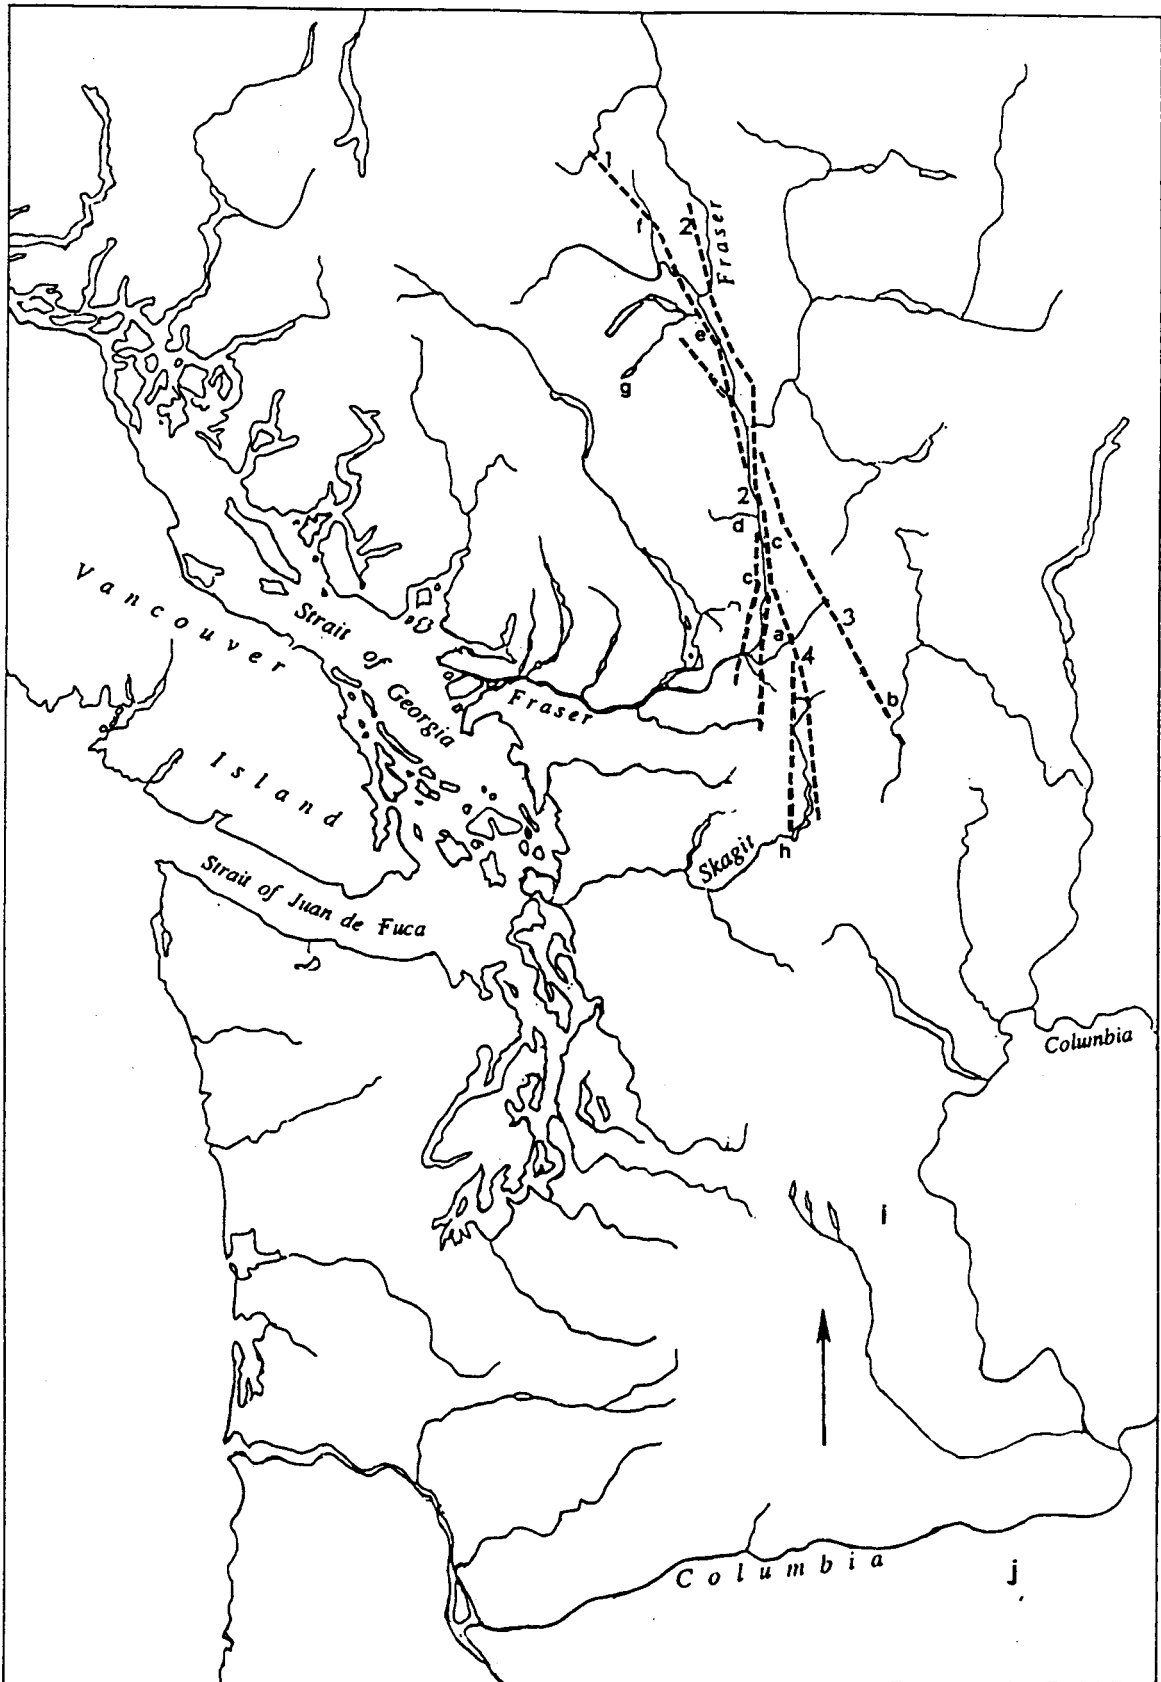 1
2
Fraser
f
e
g
2
d
c
c
a
3
4
b
Vancouver
Island
Strait of Georgia
Fraser
Skagit
h
Strait of Juan de Fuca
Columbia
i
Columbia
j